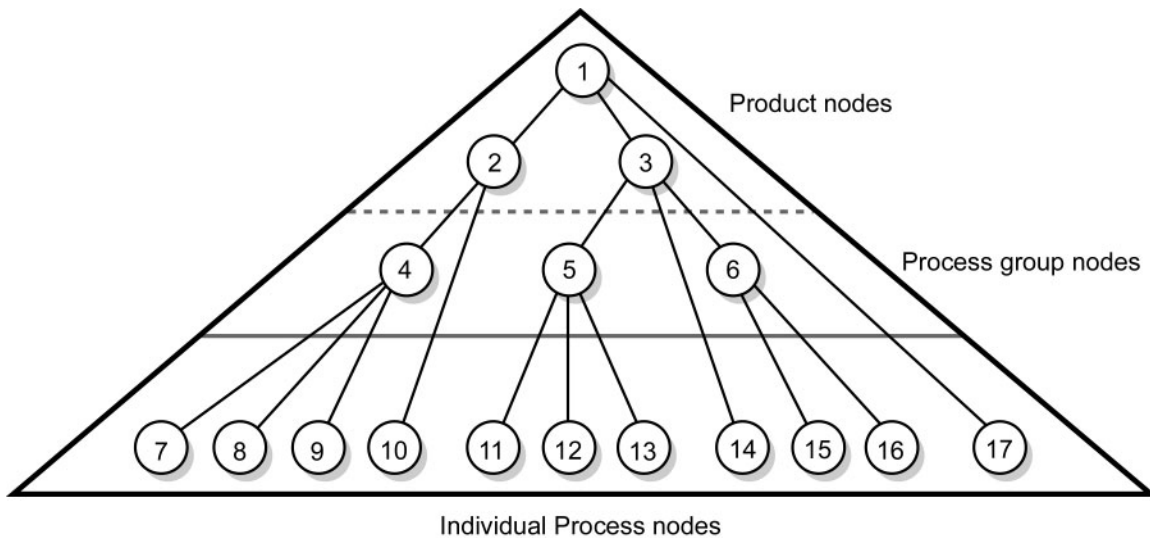 1
Product nodes
2 3
Process group nodes
4 5 6
7 8 9 10 11 12 13 14 15 16 17
Individual Process nodes